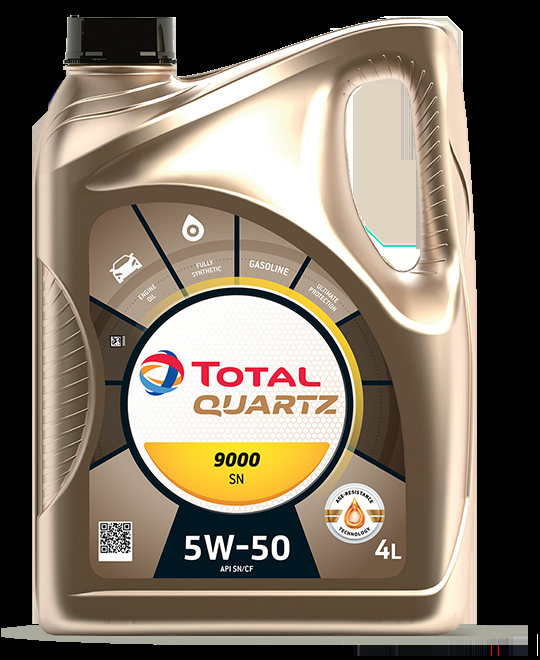 ENGINE
OIL
FULLY
SYNTHETIC
GASOLINE
ULTIMATE
PROTECTION
TOTAL
QUARTZ
9000
SN
AGE-RESISTANCE
TECHNOLOGY
5W-50
API SN/CF
4L